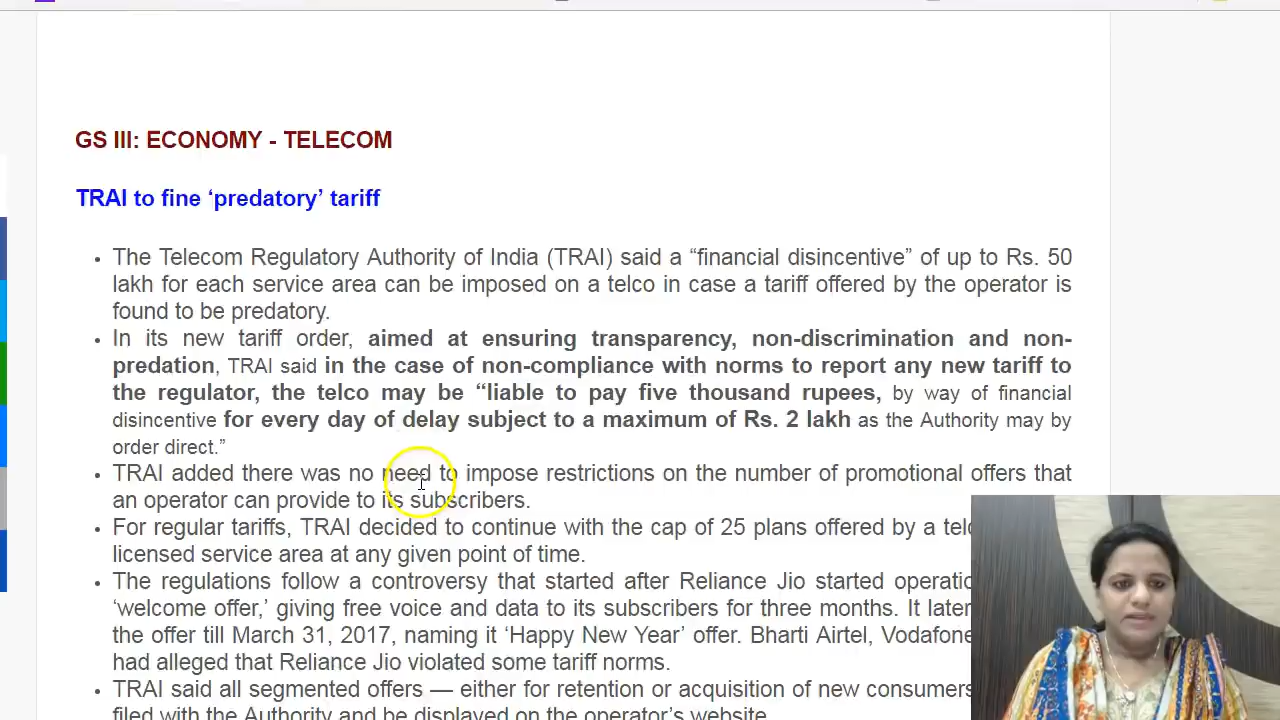 GS III: ECONOMY - TELECOM
TRAI to fine ‘predatory’ tariff
• The Telecom Regulatory Authority of India (TRAI) said a “financial disincentive” of up to Rs. 50
lakh for each service area can be imposed on a telco in case a tariff offered by the operator is
found to be predatory.
• In its new tariff order, aimed at ensuring transparency, non-discrimination and non-
predation, TRAI said in the case of non-compliance with norms to report any new tariff to
the regulator, the telco may be “liable to pay five thousand rupees, by way of financial
disincentive for every day of delay subject to a maximum of Rs. 2 lakh as the Authority may by
order direct.”
• TRAI added there was no need to impose restrictions on the number of promotional offers that
an operator can provide to its subscribers.
• For regular tariffs, TRAI decided to continue with the cap of 25 plans offered by a
licensed service area at any given point of time.
• The regulations follow a controversy that started after Reliance Jio started
‘welcome offer,’ giving free voice and data to its subscribers for three months. It later
the offer till March 31, 2017, naming it ‘Happy New Year’ offer. Bharti Airtel, Vodafone
had alleged that Reliance Jio violated some tariff norms.
• TRAI said all segmented offers — either for retention or acquisition of new consumers
filed with the Authority and be displayed on the operator’s website